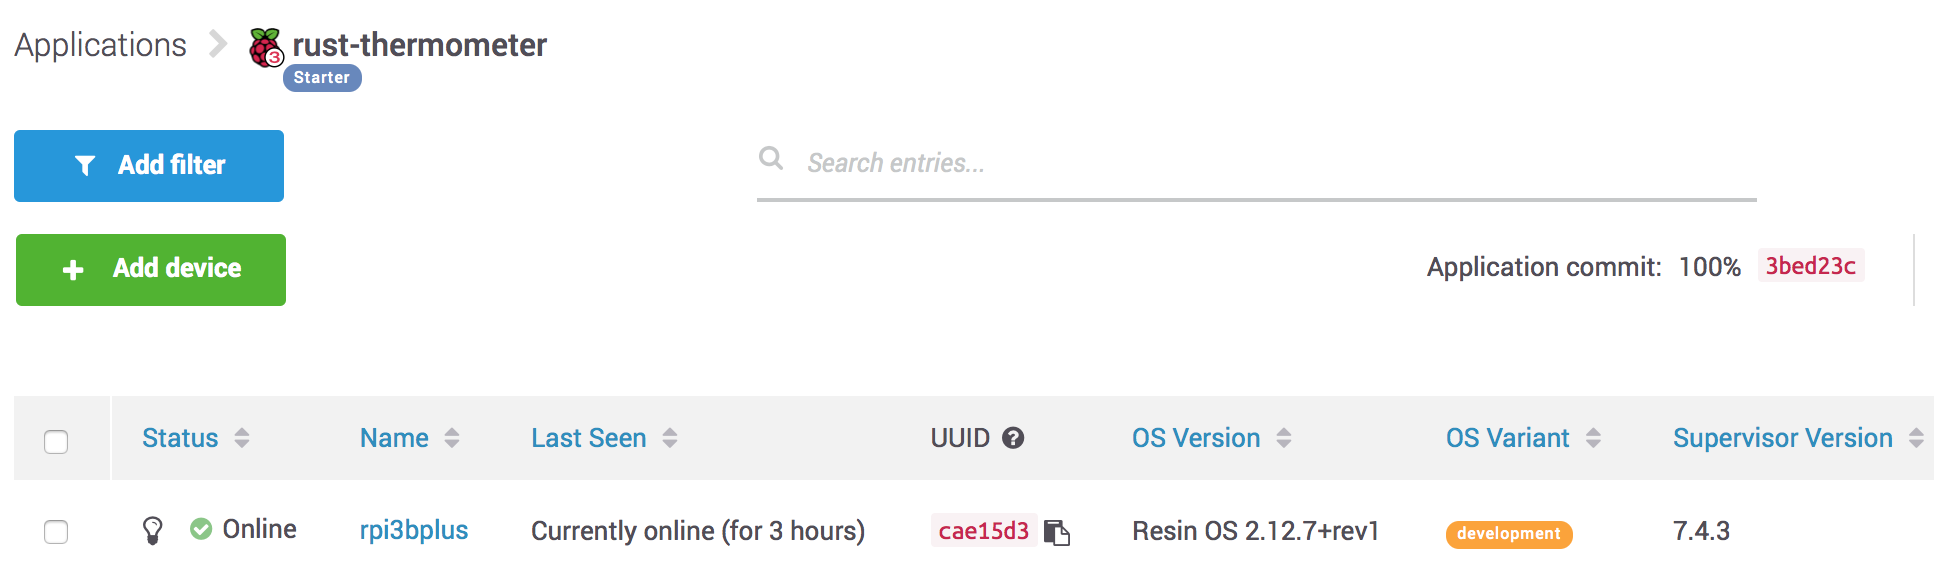 Applications rust-thermometer
3
Starter
Add filter
Search entries...
Add device
Application commit: 100% 3bed23c
Status Name Last Seen UUID ? OS Version OS Variant Supervisor Version
Online rpi3bplus Currently online (for 3 hours) cae15d3 Resin OS 2.12.7+rev1 development 7.4.3